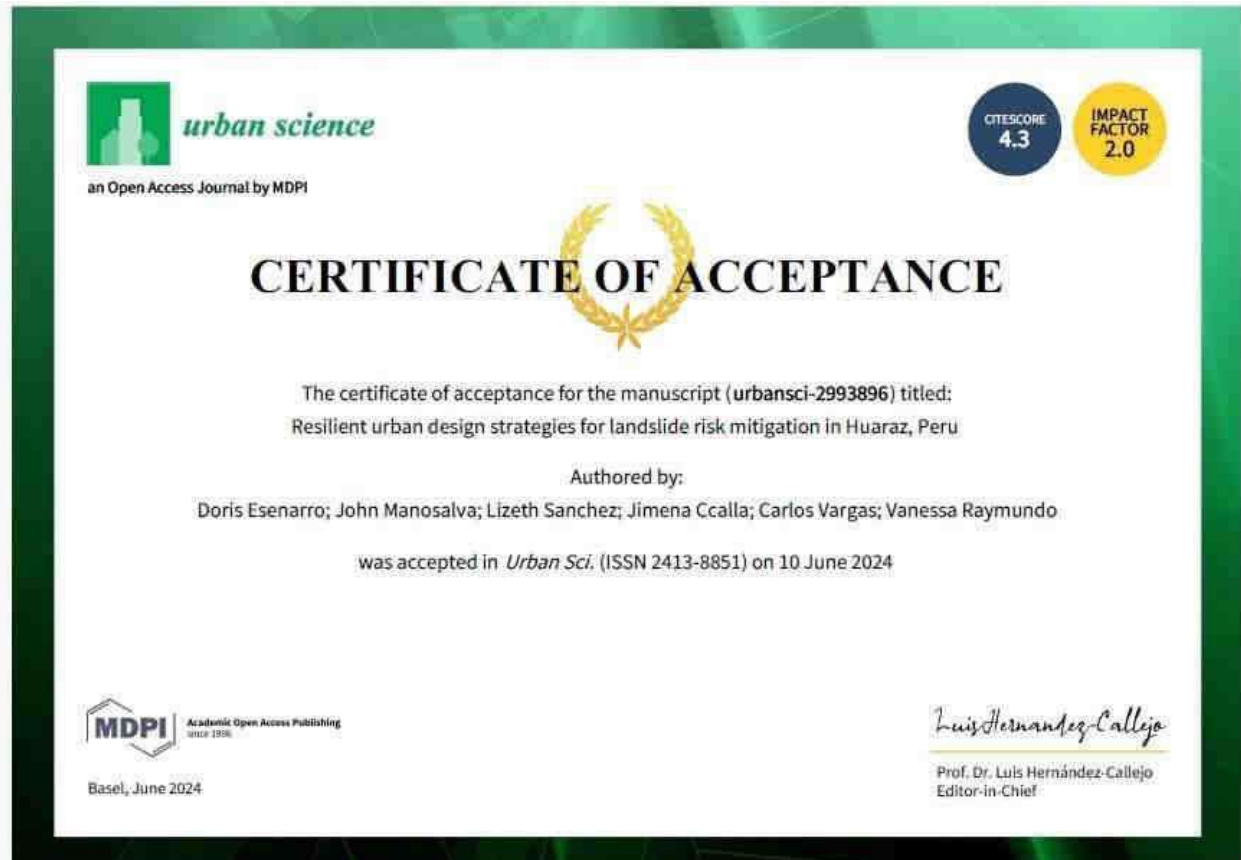 urban science
an Open Access Journal by MDPI
CITESCORE
4.3
IMPACT
FACTOR
2.0
CERTIFICATE OF ACCEPTANCE
The certificate of acceptance for the manuscript (urbansci-2993896) titled:
Resilient urban design strategies for landslide risk mitigation in Huaraz, Peru
Authored by:
Doris Esenarro; John Manosalva; Lizeth Sanchez; Jimena Ccalla; Carlos Vargas; Vanessa Raymundo
was accepted in Urban Sci. (ISSN 2413-8851) on 10 June 2024
MDPI
Academic Open Access Publishing
since 1996
Basel, June 2024
Luis Hernandez-Callejo
Prof. Dr. Luis Hernández-Callejo
Editor-in-Chief